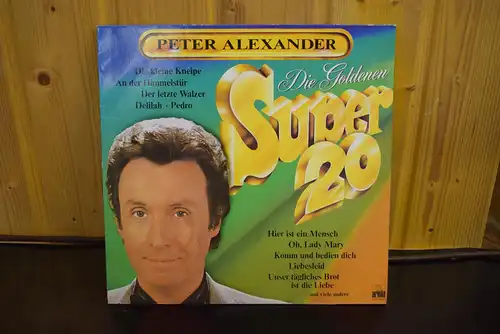 PETER ALEXANDER
Die kleine Kneipe
An der Himmelstür
Der letzte Walzer
Delilah - Pedro
Die Goldenen
Super
20
Hier ist ein Mensch
Oh, Lady Mary
Komm und bedien dich
Liebesleid
Unser tägliches Brot
ist die Liebe
und viele andere
ariola